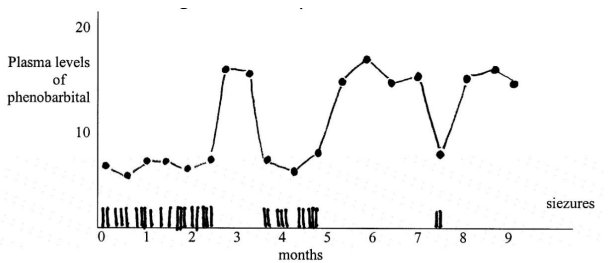 20
Plasma levels
of
phenobarbital
10
siezures
0 1 2 3 4 5 6 7 8 9
months